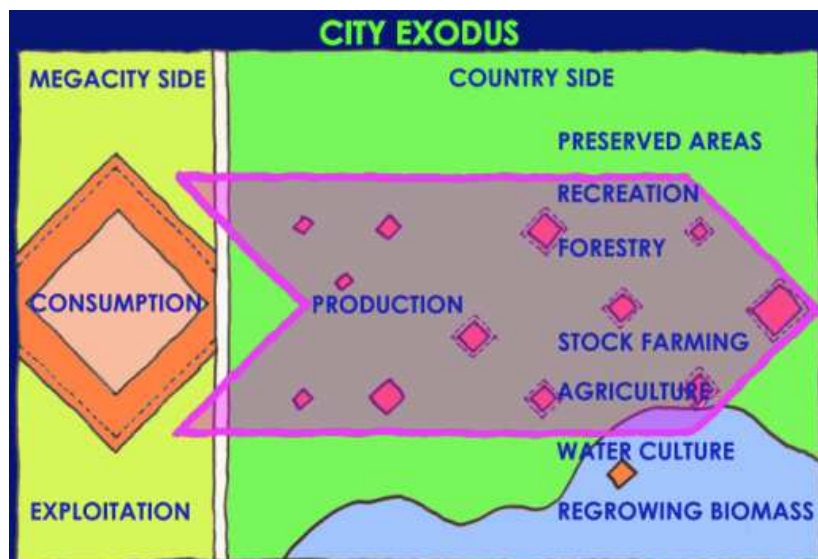 CITY EXODUS
MEGACITY SIDE
COUNTRY SIDE
PRESERVED AREAS
RECREATION
FORESTRY
CONSUMPTION
PRODUCTION
STOCK FARMING
AGRICULTURE
WATER CULTURE
EXPLOITATION
REGROWING BIOMASS